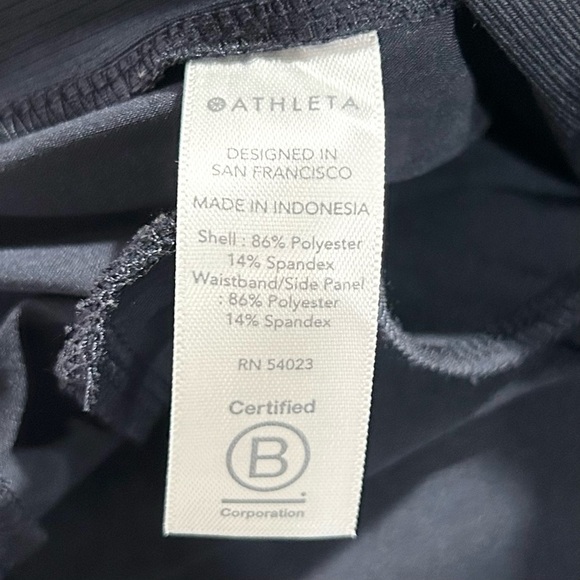 ATHLETA
DESIGNED IN
SAN FRANCISCO
MADE IN INDONESIA
Shell : 86% Polyester
14% Spandex
Waistband/Side Panel
: 86% Polyester
14% Spandex
RN 54023
Certified
B
Corporation